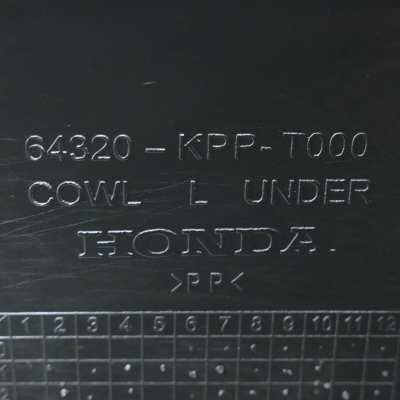 64320-KPP-T000
COWL L UNDER
HONDA
>PP<
1 2 3 4 5 6 7 8 9 10 11 12